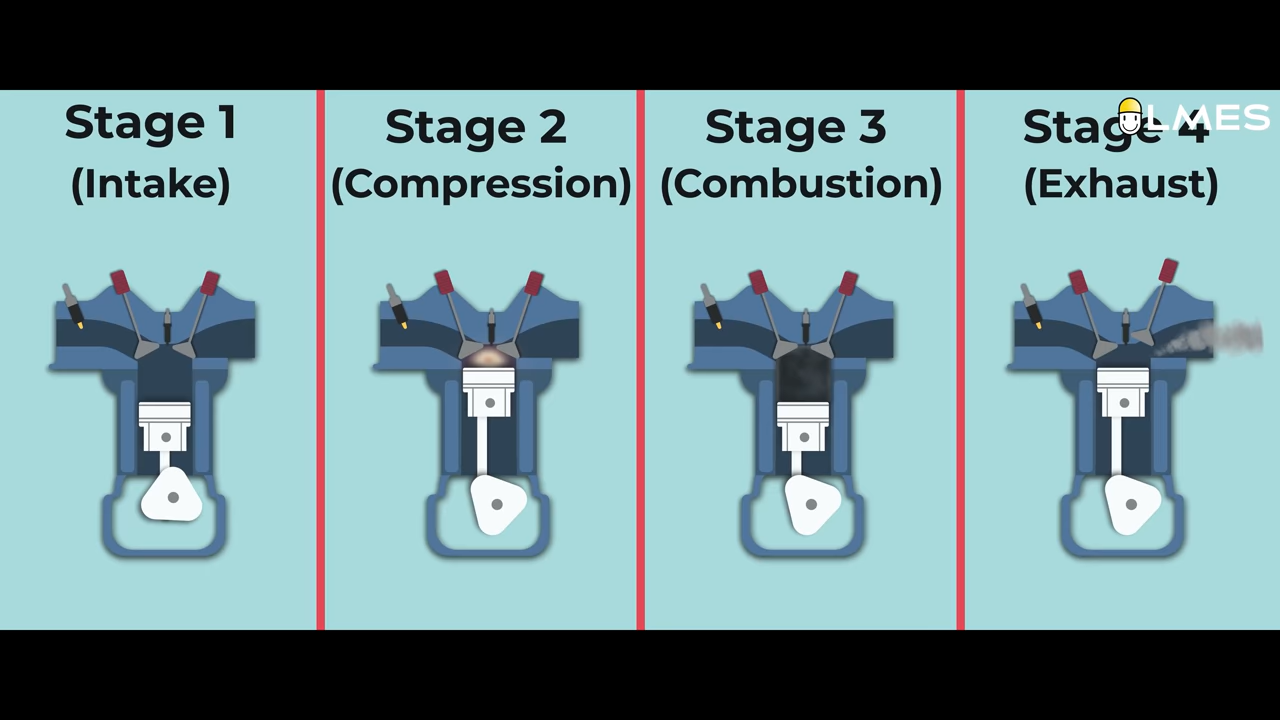 Stage 1
(Intake)
Stage 2
(Compression)
Stage 3
(Combustion)
Stage 4
(Exhaust)
LMES